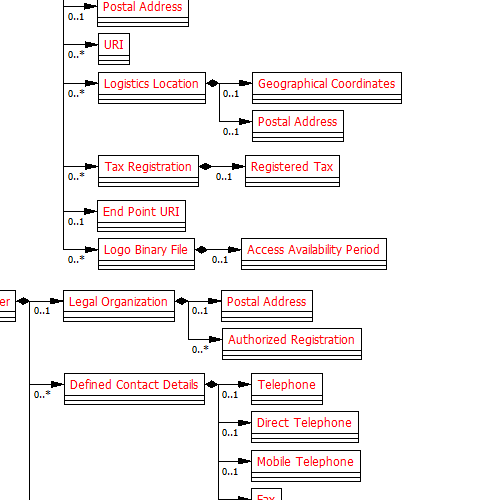 Postal Address
0..1
URI
0..*
Logistics Location
Geographical Coordinates
0..*
0..1
Postal Address
0..1
Tax Registration
Registered Tax
0..*
0..1
End Point URI
0..1
Logo Binary File
Access Availability Period
0..*
0..1
er
Legal Organization
Postal Address
0..1
0..1
Authorized Registration
0..*
Defined Contact Details
Telephone
0..*
0..1
Direct Telephone
0..1
Mobile Telephone
0..1
Fax